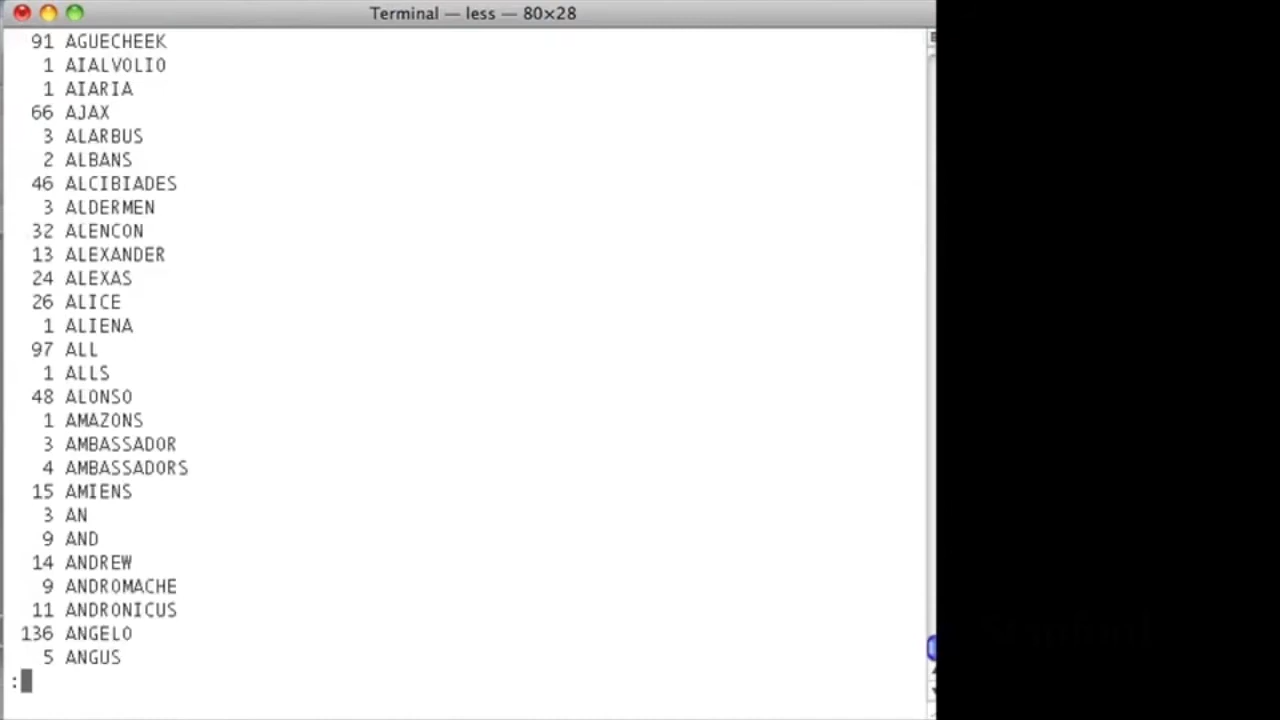 Terminal — less — 80×28
91 AGUECHEEK
1 AIALVOLIO
1 AIARIA
66 AJAX
3 ALARBUS
2 ALBANS
46 ALCIBIADES
3 ALDERMEN
32 ALENCON
13 ALEXANDER
24 ALEXAS
26 ALICE
1 ALIENA
97 ALL
1 ALLS
48 ALONSO
1 AMAZONS
3 AMBASSADOR
4 AMBASSADORS
15 AMIENS
3 AN
9 AND
14 ANDREW
9 ANDROMACHE
11 ANDRONICUS
136 ANGELO
5 ANGUS
: